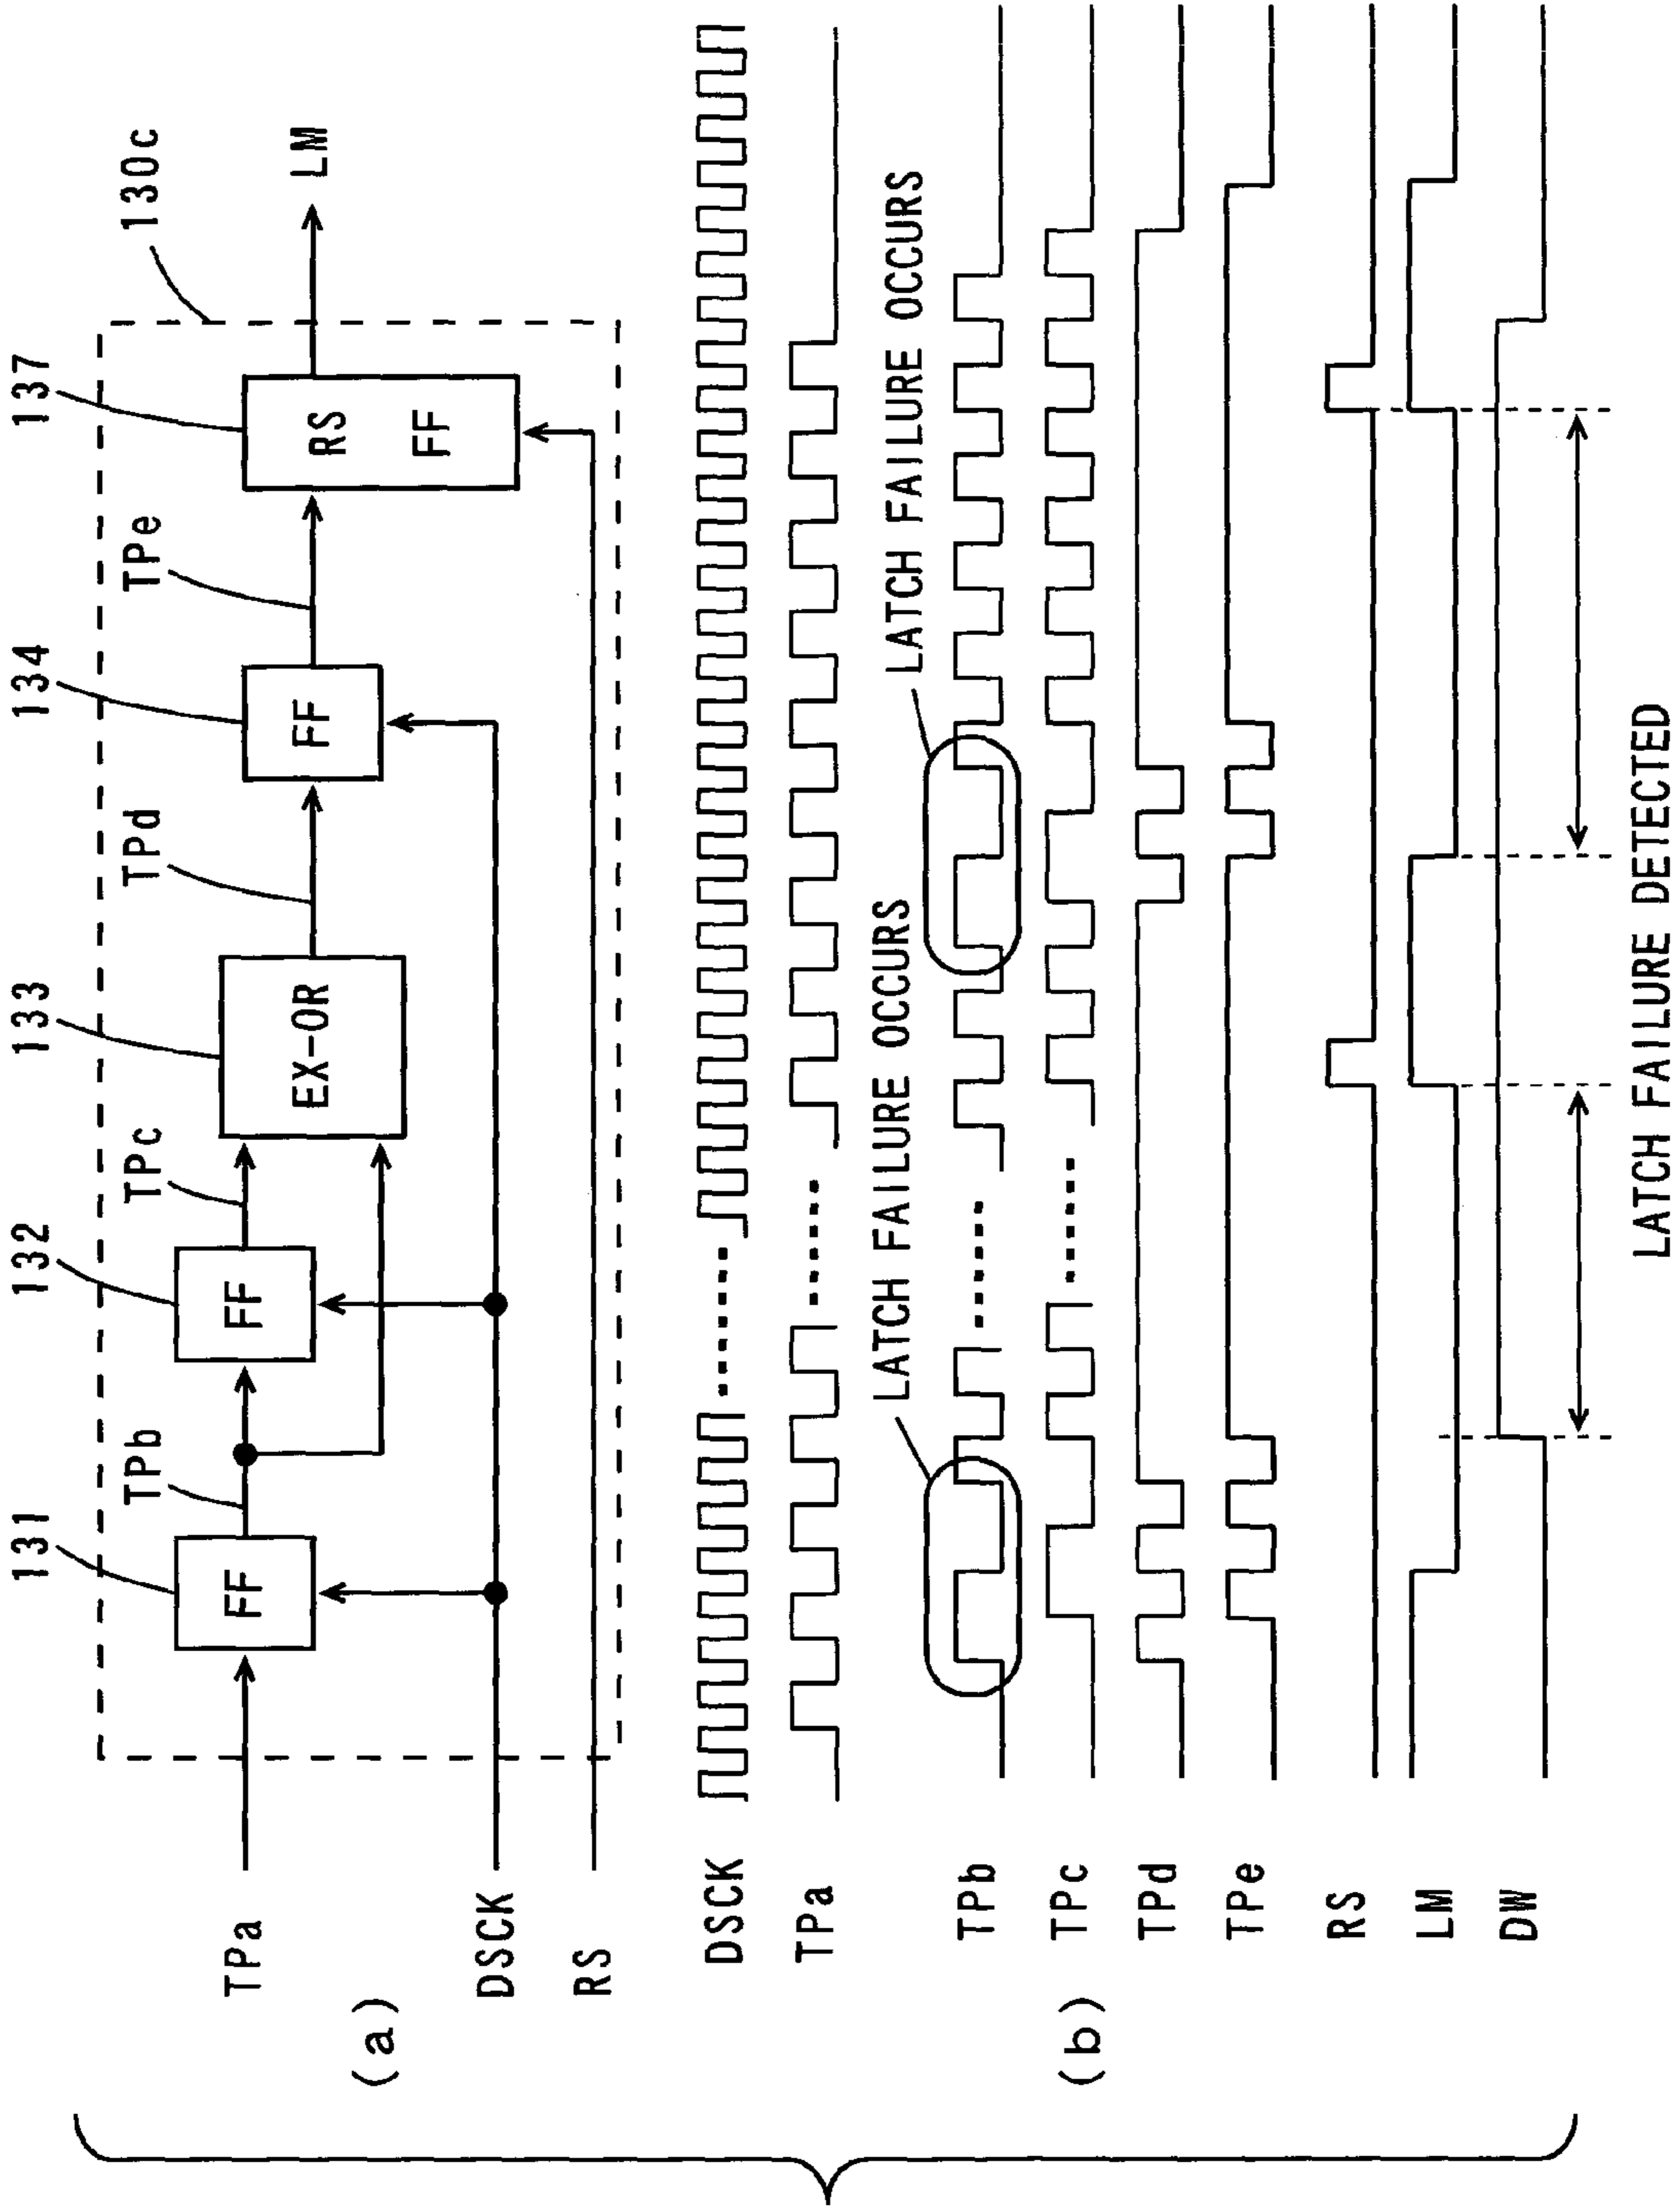 131
132
133
134
137
130c
TPb
TPc
TPd
TPe
TPa
FF
FF
EX-OR
FF
RS
FF
LM
(a)
DSCK
RS
DSCK
TPa
LATCH FAILURE OCCURS
LATCH FAILURE OCCURS
TPb
TPc
(b)
TPd
TPe
RS
LM
DW
LATCH FAILURE DETECTED